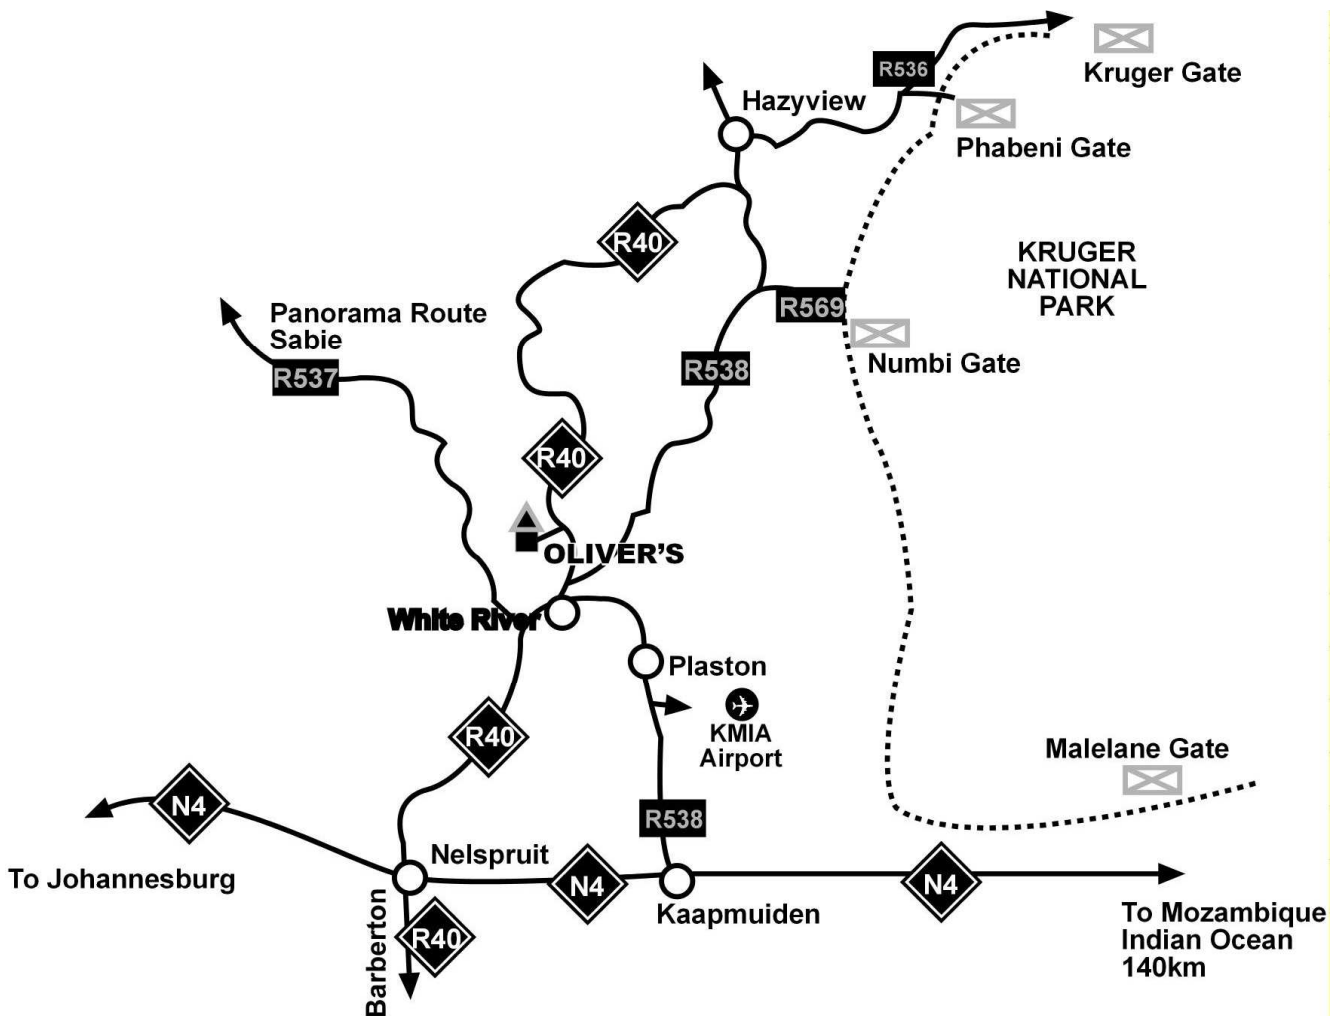 R536
Kruger Gate
Hazyview
Phabeni Gate
R40
KRUGER
NATIONAL
PARK
Panorama Route
Sabie
R569
Numbi Gate
R537
R538
R40
OLIVER'S
White River
Plaston
R40
KMIA
Airport
Malelane Gate
N4
R538
Nelspruit
To Johannesburg
N4
N4
Kaapmuiden
To Mozambique
Indian Ocean
140km
Barberton
R40